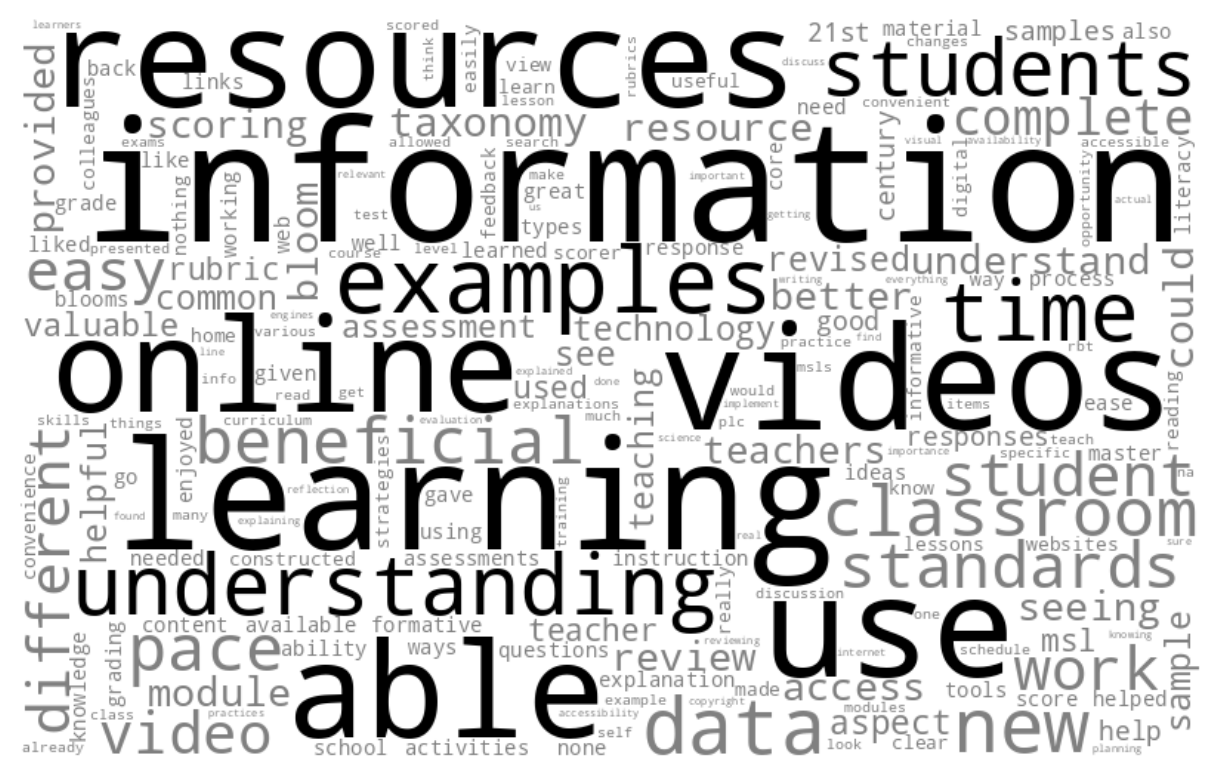 learners
resources
scored
think
easily
rubrics
21st
material
samples
also
changes
provided
back
links
colleagues
view
learn
lesson
useful
discuss
students
need
convenient
complete
scoring
taxonomy
resource
exams
like
allowed
search
core
century
visual
availability
accessible
information
digital
opportunity
literacy
grade
nothing
working
web
bloom
relevant
test
feedback
make
great
us
types
important
getting
actual
liked
presented
course
well
level
learned
scorer
response
revised
understand
easy
rubric
examples
writing
everything
way
process
could
blooms
common
better
time
valuable
home
engines
various
assessment
technology
good
practice
find
rbt
line
online
see
videos
info
given
read
get
explained
used
done
explanations
much
teaching
would
implement
plc
msls
informative
items
ease
reading
skills
things
curriculum
evaluation
beneficial
science
teachers
importance
responses
teach
specific
master
different
convenience
helpful
go
enjoyed
many
found
reflection
explaining
strategies
gave
using
training
learning
real
ideas
know
student
na
classroom
needed
constructed
assessments
instruction
lessons
websites
sure
standards
understanding
really
discussion
use
one
seeing
content
available
formative
teacher
reviewing
internet
schedule
msl
knowing
knowledge
grading
pace
ability
ways
questions
review
work
sample
module
able
explanation
example
made
access
tools
score
helped
class
practices
accessibility
self
copyright
modules
already
video
school
activities
none
data
aspect
look
clear
new
help
planning